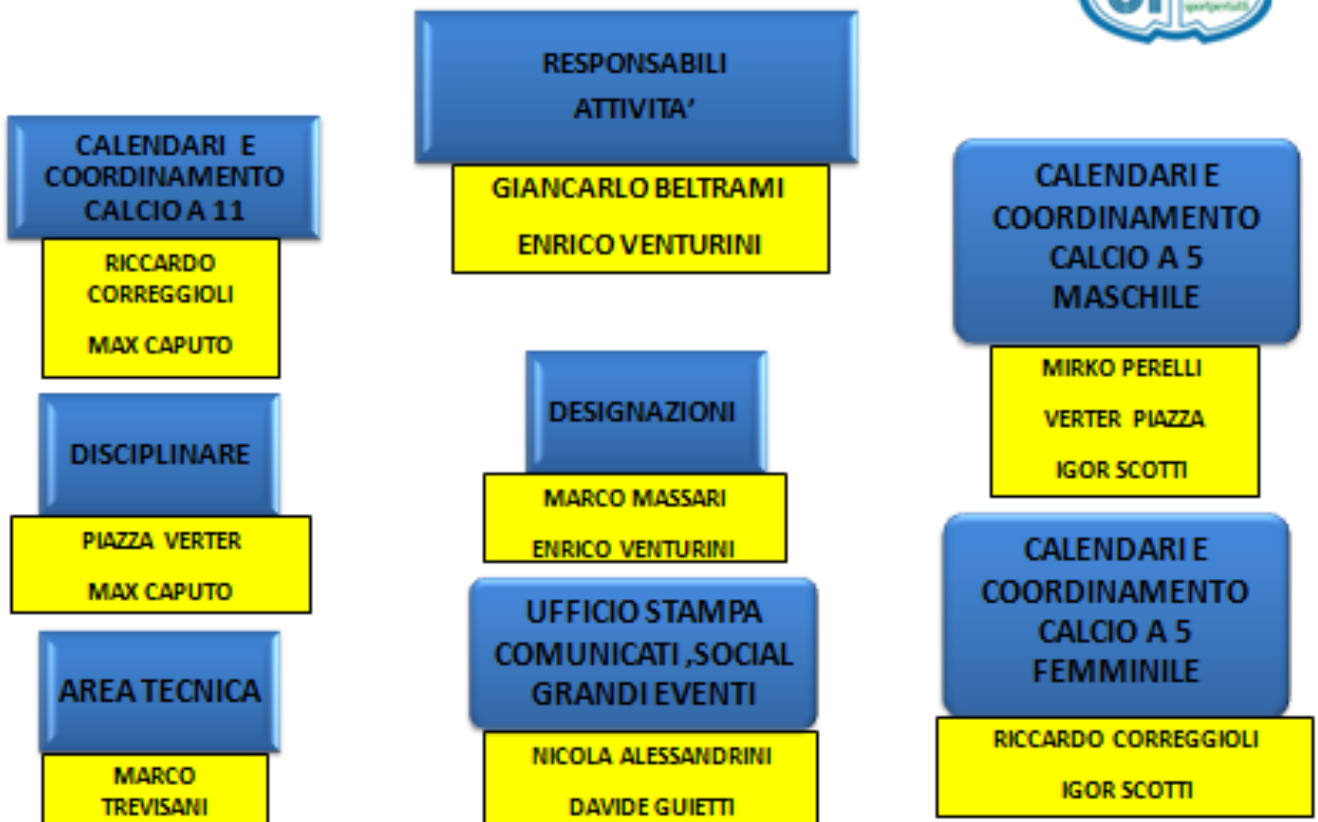 sportpertutti
RESPONSABILI
ATTIVITA’
GIANCARLO BELTRAMI
ENRICO VENTURINI
CALENDARI E
COORDINAMENTO
CALCIO A 11
RICCARDO
CORREGGIOLI
MAX CAPUTO
DISCIPLINARE
PIAZZA VERTER
MAX CAPUTO
AREA TECNICA
MARCO
TREVISANI
DESIGNAZIONI
MARCO MASSARI
ENRICO VENTURINI
UFFICIO STAMPA
COMUNICATI ,SOCIAL
GRANDI EVENTI
NICOLA ALESSANDRINI
DAVIDE GUIETTI
CALENDARI E
COORDINAMENTO
CALCIO A 5
MASCHILE
MIRKO PERELLI
VERTER PIAZZA
IGOR SCOTTI
CALENDARI E
COORDINAMENTO
CALCIO A 5
FEMMINILE
RICCARDO CORREGGIOLI
IGOR SCOTTI